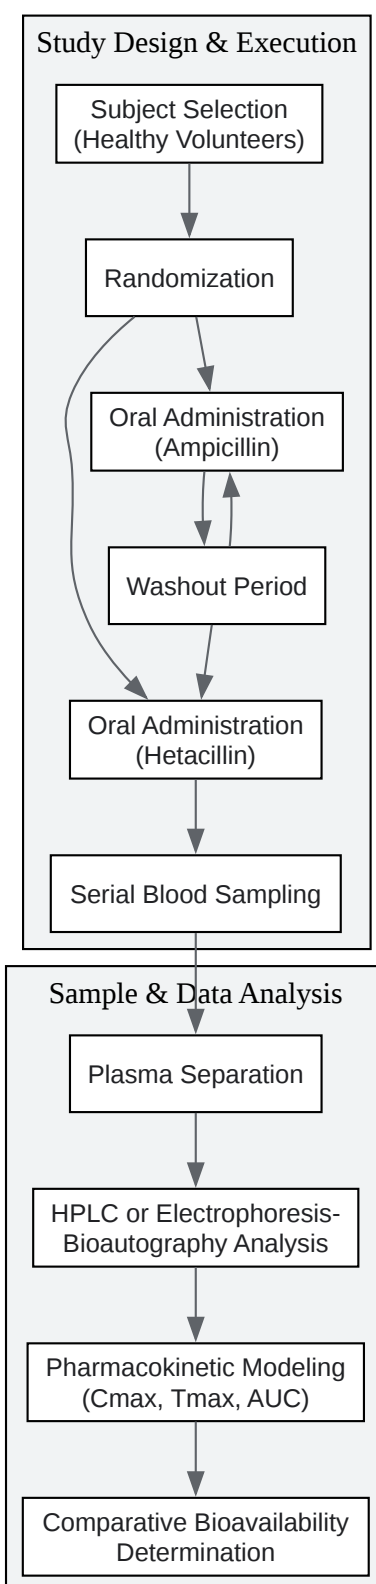 Study Design & Execution
Subject Selection
(Healthy Volunteers)
Randomization
Oral Administration
(Ampicillin)
Washout Period
Oral Administration
(Hetacillin)
Serial Blood Sampling
Sample & Data Analysis
Plasma Separation
HPLC or Electrophoresis-
Bioautography Analysis
Pharmacokinetic Modeling
(Cmax, Tmax, AUC)
Comparative Bioavailability
Determination